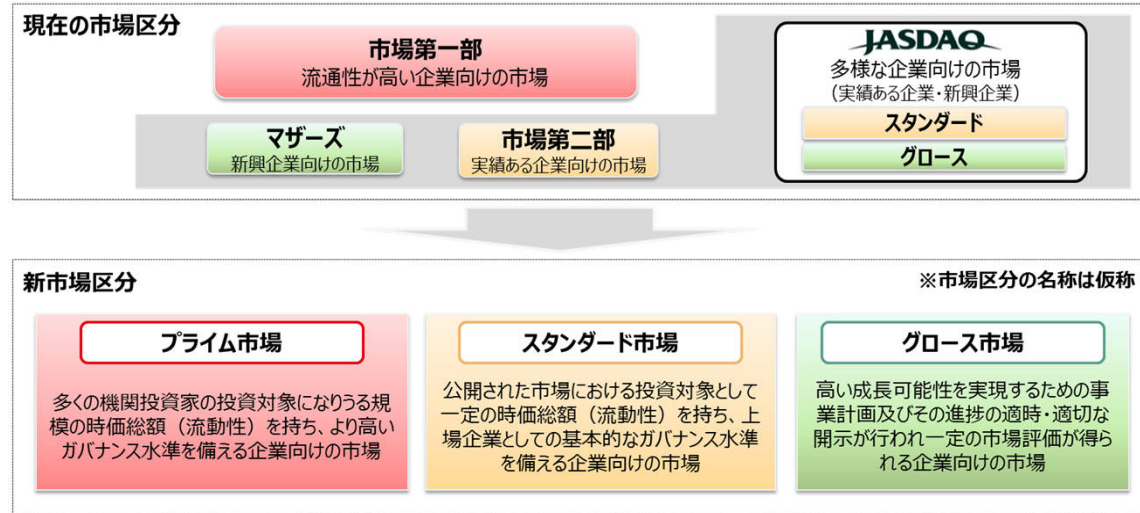 現在の市場区分
市場第一部
流通性が高い企業向けの市場
マザーズ
新興企業向けの市場
市場第二部
実績ある企業向けの市場
JASDAQ
多様な企業向けの市場
（実績ある企業・新興企業）
スタンダード
グロース
新市場区分
※市場区分の名称は仮称
プライム市場
多くの機関投資家の投資対象になりうる規
模の時価総額（流動性）を持ち、より高い
ガバナンス水準を備える企業向けの市場
スタンダード市場
公開された市場における投資対象として
一定の時価総額（流動性）を持ち、上
場企業としての基本的なガバナンス水準
を備える企業向けの市場
グロース市場
高い成長可能性を実現するための事
業計画及びその進捗の適時・適切な
開示が行われ一定の市場評価が得ら
れる企業向けの市場